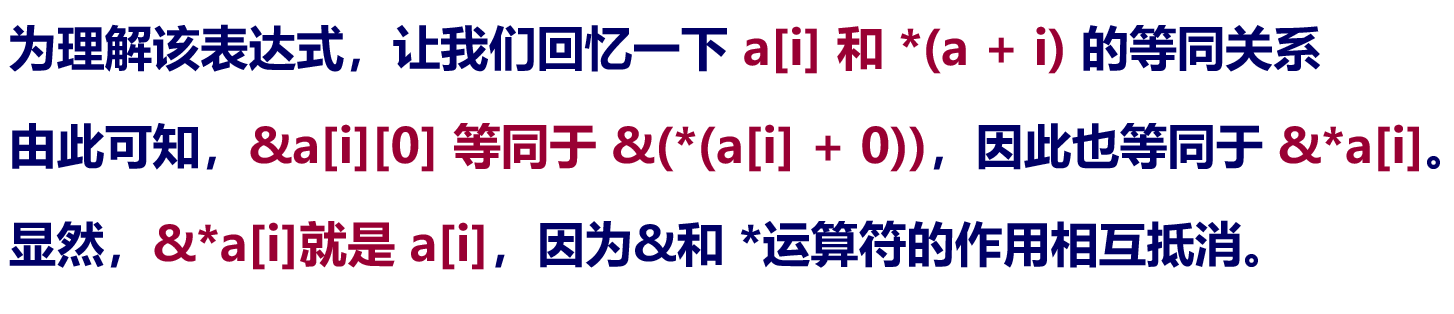 为理解该表达式，让我们回忆一下 a[i] 和 *(a + i) 的等同关系
由此可知，&a[i][0] 等同于 &(*(a[i] + 0))，因此也等同于 &*a[i]。
显然，&*a[i]就是 a[i]，因为&和 *运算符的作用相互抵消。